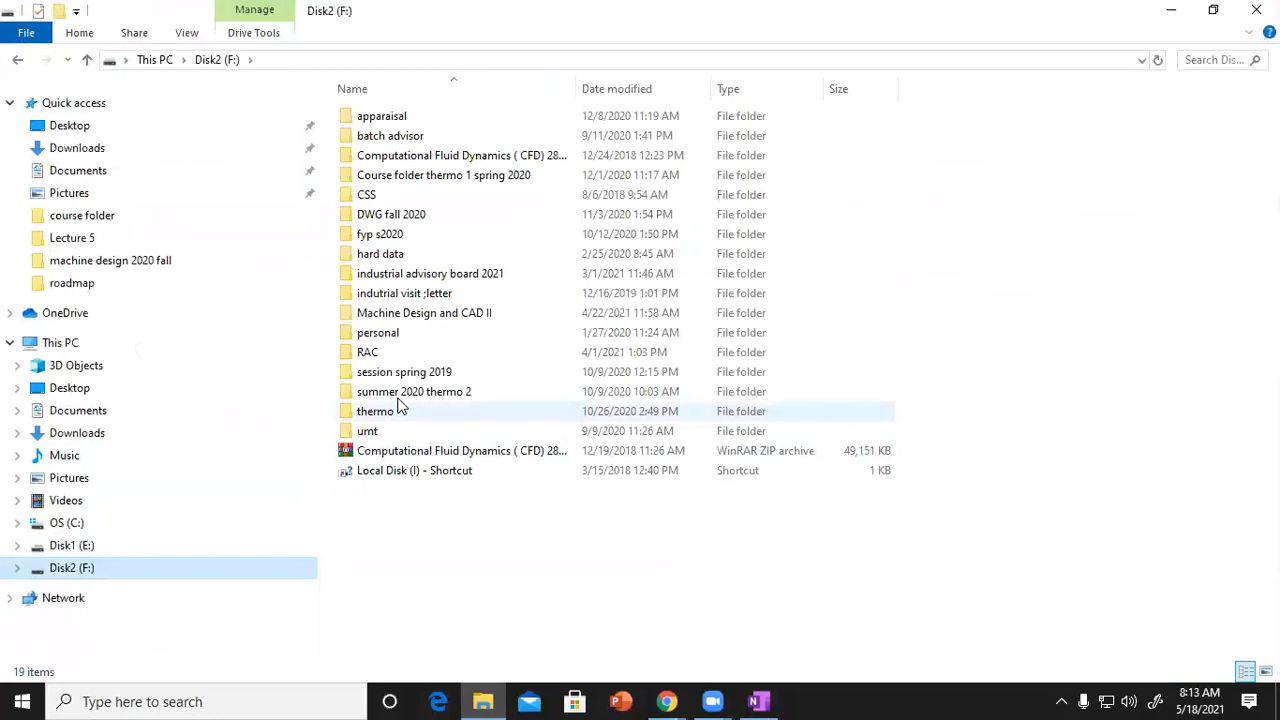 Manage
Disk2 (F:)
File
Home
Share
View
Drive Tools
This PC
Disk2 (F:)
Search Dis...
Name
Date modified
Type
Size
Quick access
Desktop
Downloads
Documents
Pictures
course folder
Lecture 5
machine design 2020 fall
roadmap
OneDrive
This PC
3D Objects
Desktop
Documents
Downloads
Music
Pictures
Videos
OS (C:)
Disk1 (E:)
Disk2 (F:)
Network
apparaisal 12/8/2020 11:19 AM File folder
batch advisor 9/11/2020 1:41 PM File folder
Computational Fluid Dynamics ( CFD) 28... 12/24/2018 12:23 PM File folder
Course folder thermo 1 spring 2020 12/1/2020 11:17 AM File folder
CSS 8/6/2018 9:54 AM File folder
DWG fall 2020 11/3/2020 1:54 PM File folder
fyp s2020 10/12/2020 1:50 PM File folder
hard data 2/25/2020 8:45 AM File folder
industrial advisory board 2021 3/1/2021 11:46 AM File folder
indutrial visit ;letter 12/16/2019 1:01 PM File folder
Machine Design and CAD II 4/22/2021 11:58 AM File folder
personal 1/27/2020 11:24 AM File folder
RAC 4/1/2021 1:03 PM File folder
session spring 2019 10/9/2020 12:15 PM File folder
summer 2020 thermo 2 10/9/2020 10:03 AM File folder
thermo 10/26/2020 2:49 PM File folder
umt 9/9/2020 11:26 AM File folder
Computational Fluid Dynamics ( CFD) 28... 12/19/2018 11:26 AM WinRAR ZIP archive 49,151 KB
Local Disk (I) - Shortcut 3/15/2018 12:40 PM Shortcut 1 KB
19 items
Type here to search
8:13 AM
5/18/2021